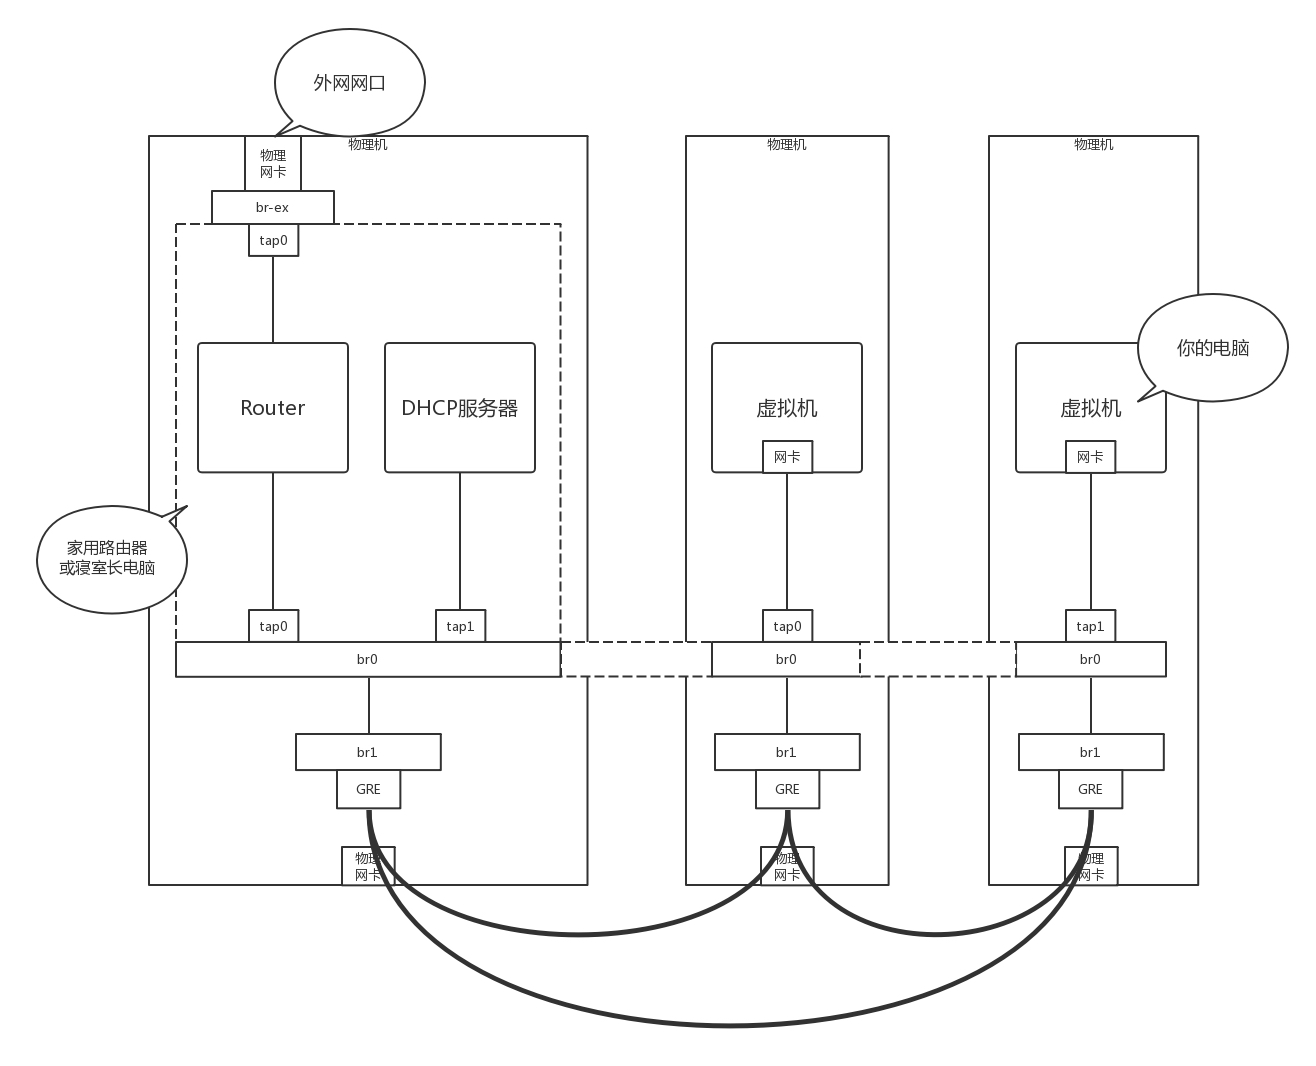 外网网口
物理机
物理机
物理机
物理
网卡
br-ex
tap0
你的电脑
Router
DHCP服务器
虚拟机
虚拟机
网卡
网卡
家用路由器
或寝室长电脑
tap0
tap1
tap0
tap1
br0
br0
br0
br1
br1
br1
GRE
GRE
GRE
物理
网卡
物理
网卡
物理
网卡